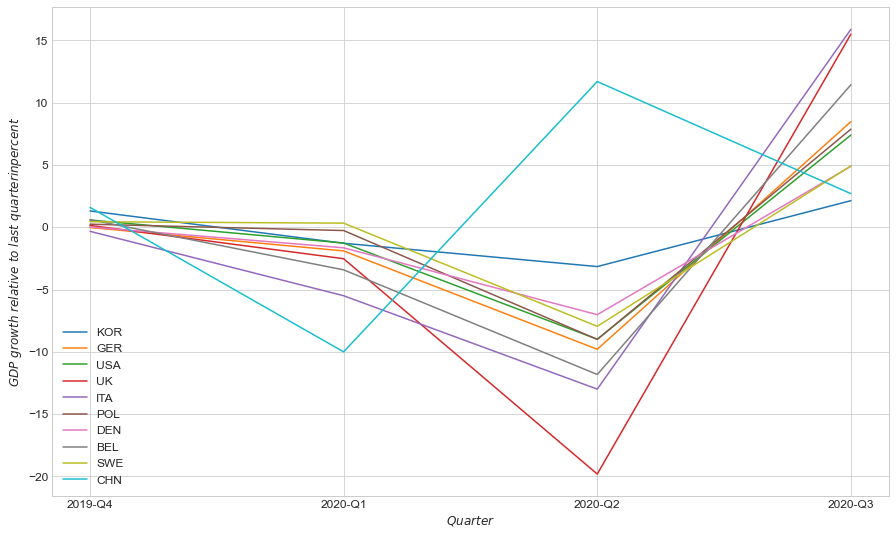 GDP growth relative to last quarterinpercent
15
10
5
0
−5
−10
−15
−20
KOR
GER
USA
UK
ITA
POL
DEN
BEL
SWE
CHN
2019-Q4 2020-Q1 2020-Q2 2020-Q3
Quarter